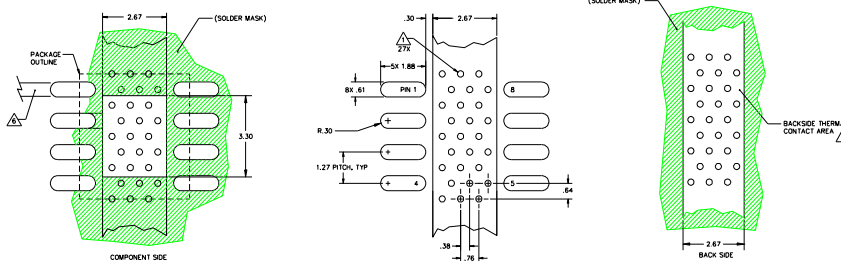 2.67
(SOLDER MASK)
PACKAGE
OUTLINE
6
3.30
COMPONENT SIDE
.30
2.67
1
27X
5X 1.88
8X .61
PIN 1
8
R.30
1.27 PITCH, TYP
4
5
.64
.38
.76
(SOLDER MASK)
BACKSIDE THERMA
CONTACT AREA
2.67
BACK SIDE